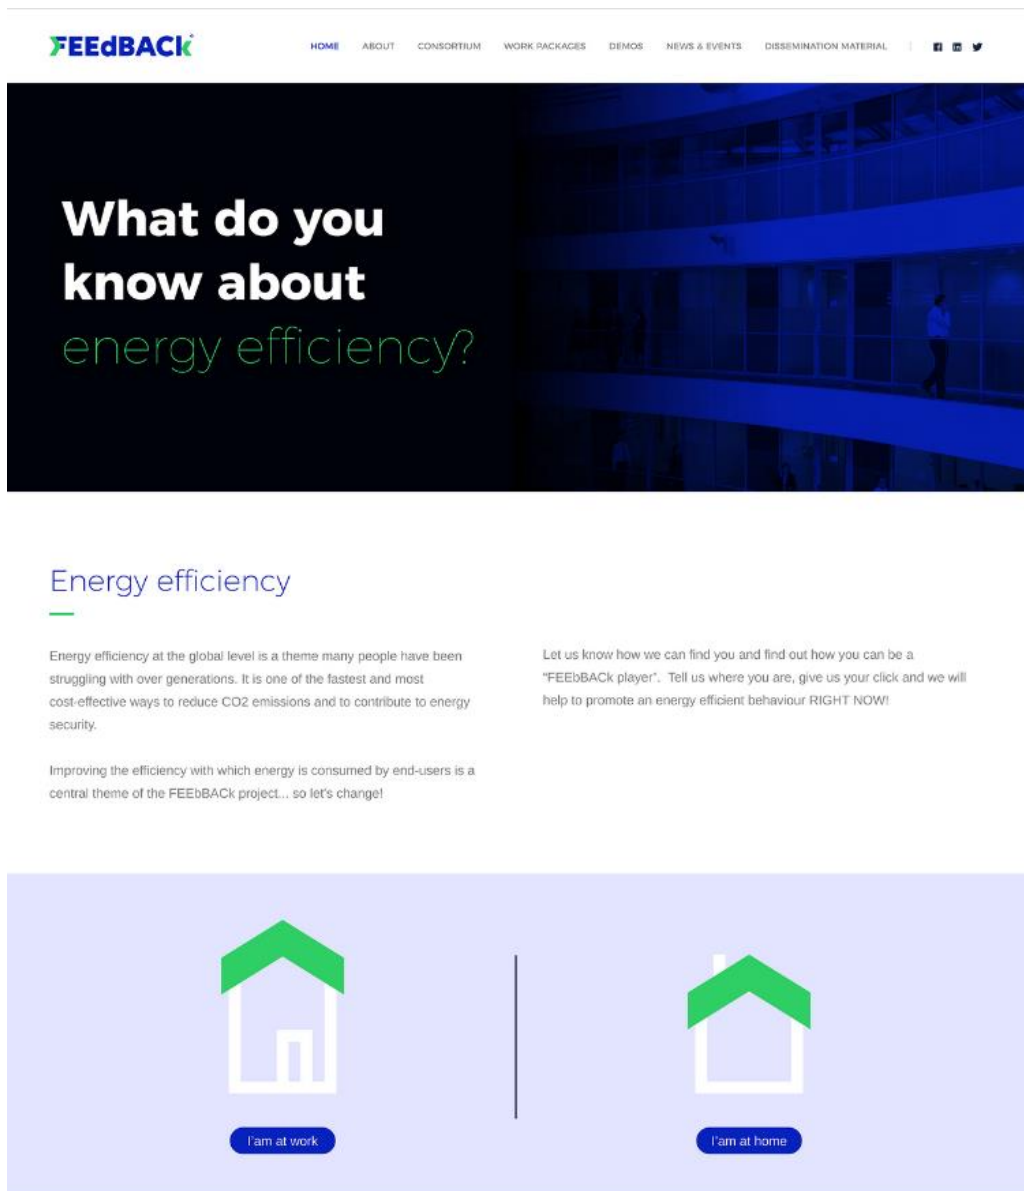 FEEdBACk
HOME ABOUT CONSORTIUM WORK PACKAGES DEMOS NEWS & EVENTS DISSEMINATION MATERIAL
What do you
know about
energy efficiency?
Energy efficiency
Energy efficiency at the global level is a theme many people have been
struggling with over generations. It is one of the fastest and most
cost-effective ways to reduce CO2 emissions and to contribute to energy
security.
Improving the efficiency with which energy is consumed by end-users is a
central theme of the FEEbBACk project... so let's change!
Let us know how we can find you and find out how you can be a
"FEEbBACk player". Tell us where you are, give us your click and we will
help to promote an energy efficient behaviour RIGHT NOW!
I'am at work
I'am at home